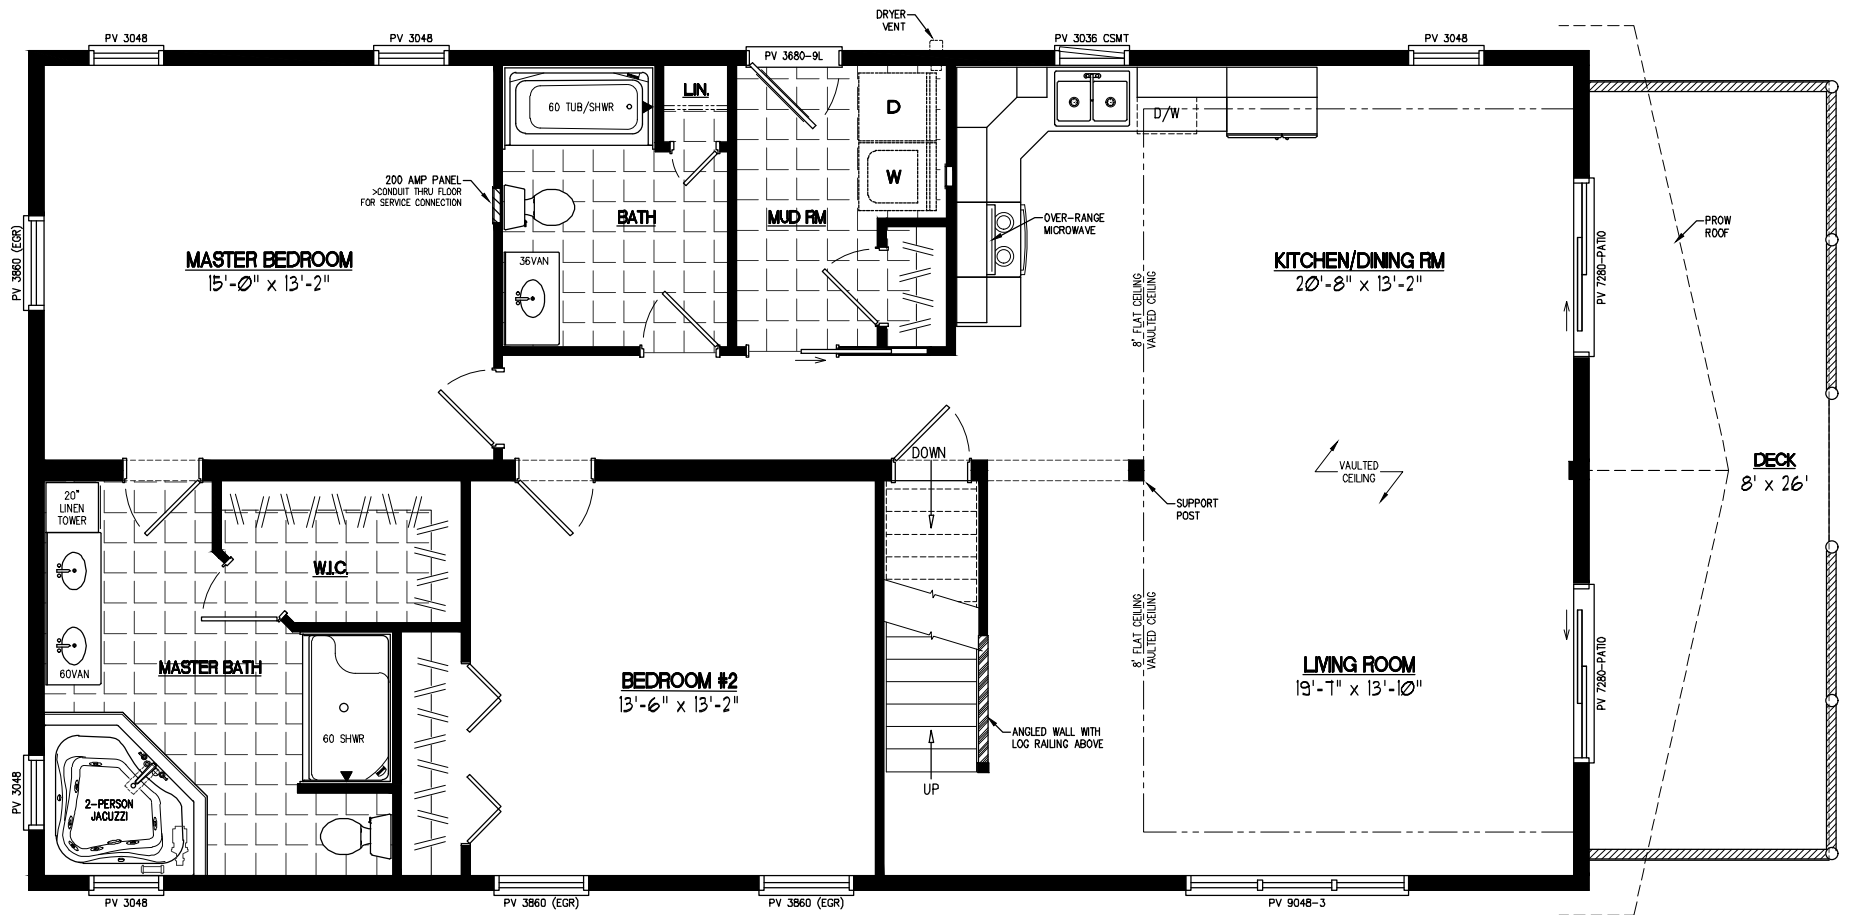 DRYER
VENT
PV 3048
PV 3048
PV 3680-9L
PV 3036 CSMT
PV 3048
60 TUB/SHWR
LIN.
D
D/W
200 AMP PANEL
>CONDUIT THRU FLOOR
FOR SERVICE CONNECTION
W
BATH
MUD RM
OVER-RANGE
MICROWAVE
PROW
ROOF
PV 3860 (EGR)
MASTER BEDROOM
15'-0" x 13'-2"
36VAN
KITCHEN/DINING RM
20'-8" x 13'-2"
PV 7280-PATIO
8' FLAT CEILING
VAULTED CEILING
DOWN
VAULTED
CEILING
DECK
8' x 26'
20"
LINEN
TOWER
SUPPORT
POST
W.I.C.
8' FLAT CEILING
VAULTED CEILING
MASTER BATH
60VAN
BEDROOM #2
13'-6" x 13'-2"
LIVING ROOM
19'-7" x 13'-10"
PV 7280-PATIO
60 SHWR
ANGLED WALL WITH
LOG RAILING ABOVE
UP
PV 3048
2-PERSON
JACUZZI
PV 3048
PV 3860 (EGR)
PV 3860 (EGR)
PV 9048-3